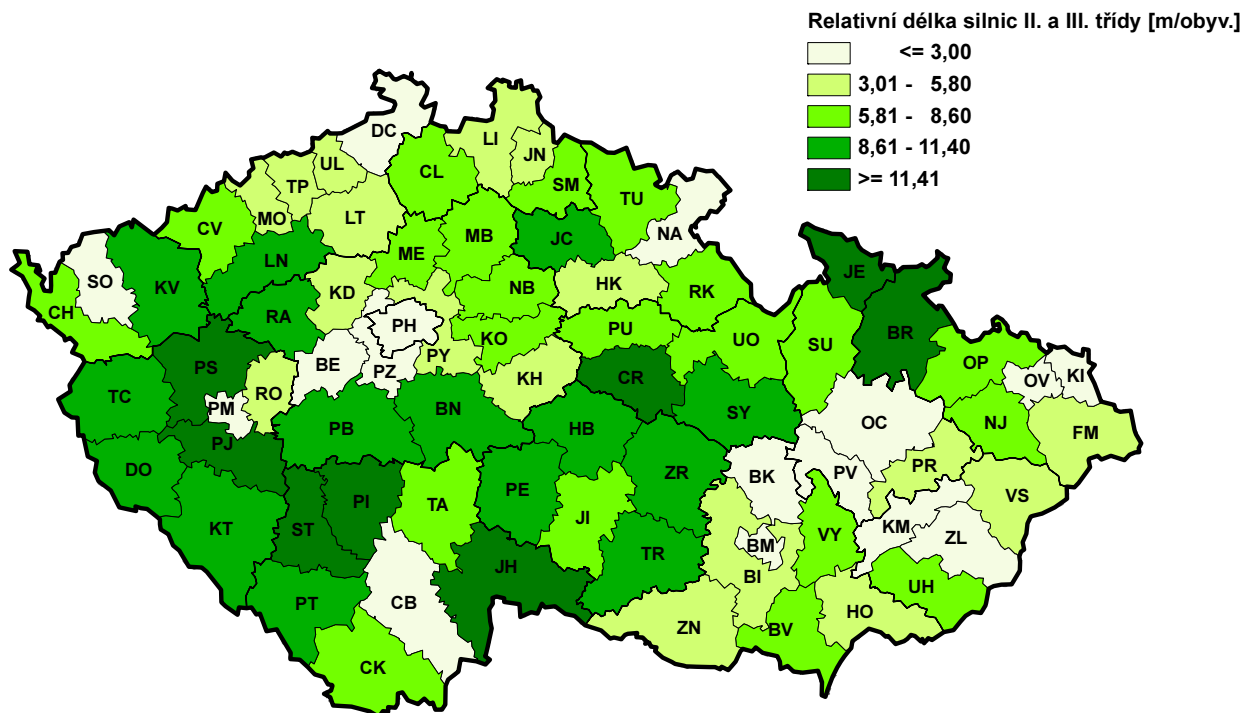 Relativní délka silnic II. a III. třídy [m/obyv.]
<= 3,00
3,01 - 5,80
5,81 - 8,60
8,61 - 11,40
>= 11,41
DC
LI
UL
JN
CL
TP
SM
TU
MO
LT
CV
MB
NA
JC
ME
LN
SO
JE
KV
KD
NB
HK
RK
CH
RA
PH
BR
KO
PU
UO
SU
PY
BE
PZ
OP
PS
KH
CR
OV
KI
RO
TC
PM
BN
SY
OC
PB
HB
NJ
FM
PJ
DO
PR
ZR
BK
PV
PE
VS
PI
TA
JI
ST
KT
KM
VY
ZL
BM
TR
JH
BI
UH
PT
CB
HO
ZN
BV
CK